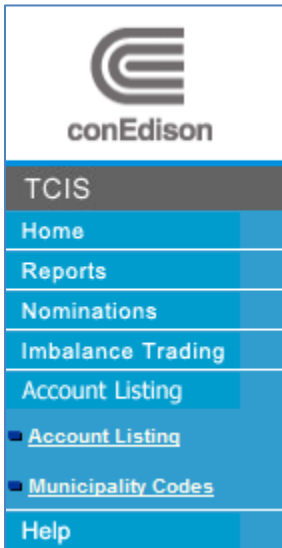 conEdison
TCIS
Home
Reports
Nominations
Imbalance Trading
Account Listing
Account Listing
Municipality Codes
Help